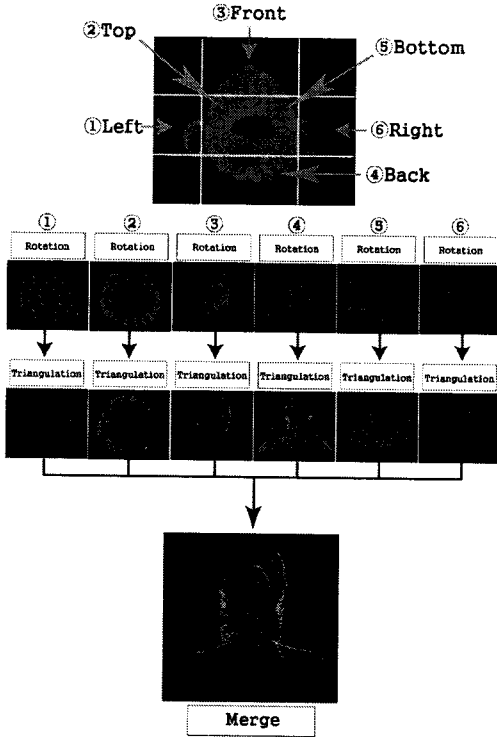 ③Front
②Top
⑤Bottom
①Left
⑥Right
④Back
① ② ③ ④ ⑤ ⑥
Rotation Rotation Rotation Rotation Rotation Rotation
Triangulation Triangulation Triangulation Triangulation Triangulation Triangulation
Merge